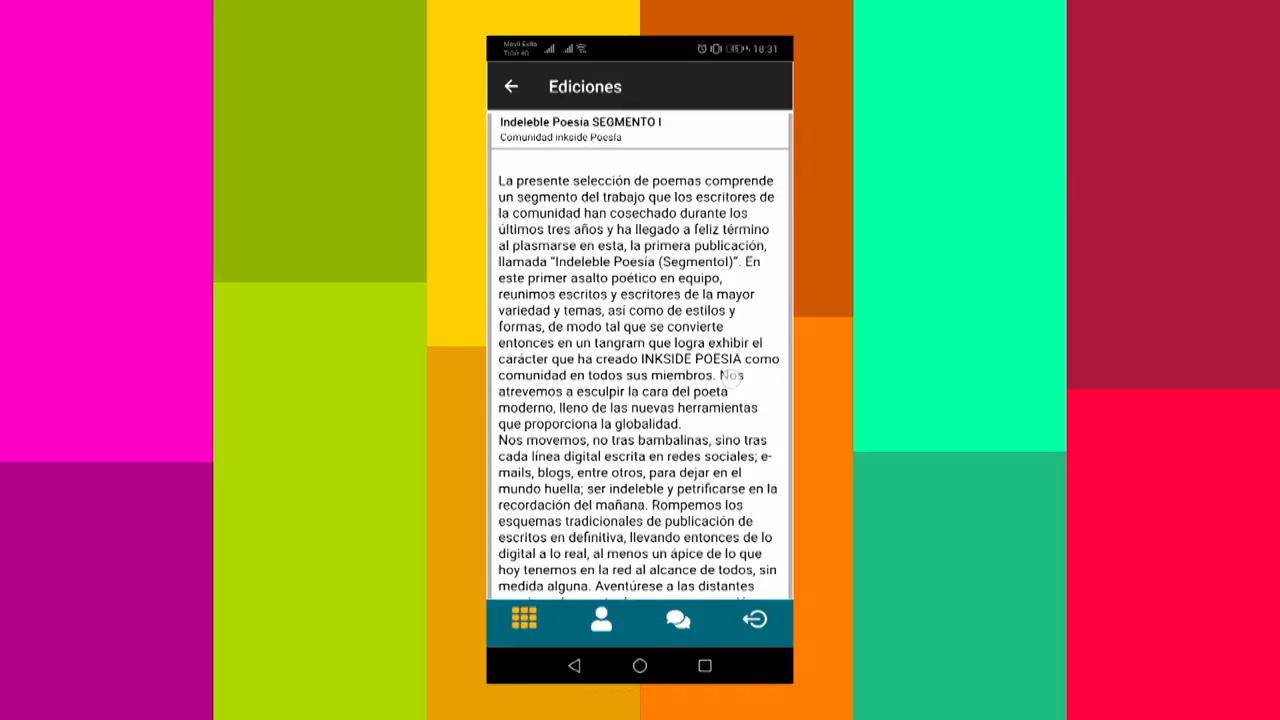 Movil Exito
TIGO 4G
18:31
Ediciones
Indeleble Poesía SEGMENTO I
Comunidad inkside Poesía
La presente selección de poemas comprende
un segmento del trabajo que los escritores de
la comunidad han cosechado durante los
últimos tres años y ha llegado a feliz término
al plasmarse en esta, la primera publicación,
llamada “Indeleble Poesía (SegmentoI)”. En
este primer asalto poético en equipo,
reunimos escritos y escritores de la mayor
variedad y temas, así como de estilos y
formas, de modo tal que se convierte
entonces en un tangram que logra exhibir el
carácter que ha creado INKSIDE POESIA como
comunidad en todos sus miembros. Nos
atrevemos a esculpir la cara del poeta
moderno, lleno de las nuevas herramientas
que proporciona la globalidad.
Nos movemos, no tras bambalinas, sino tras
cada línea digital escrita en redes sociales; e-
mails, blogs, entre otros, para dejar en el
mundo huella; ser indeleble y petrificarse en la
recordación del mañana. Rompemos los
esquemas tradicionales de publicación de
escritos en definitiva, llevando entonces de lo
digital a lo real, al menos un ápice de lo que
hoy tenemos en la red al alcance de todos, sin
medida alguna. Aventúrese a las distantes